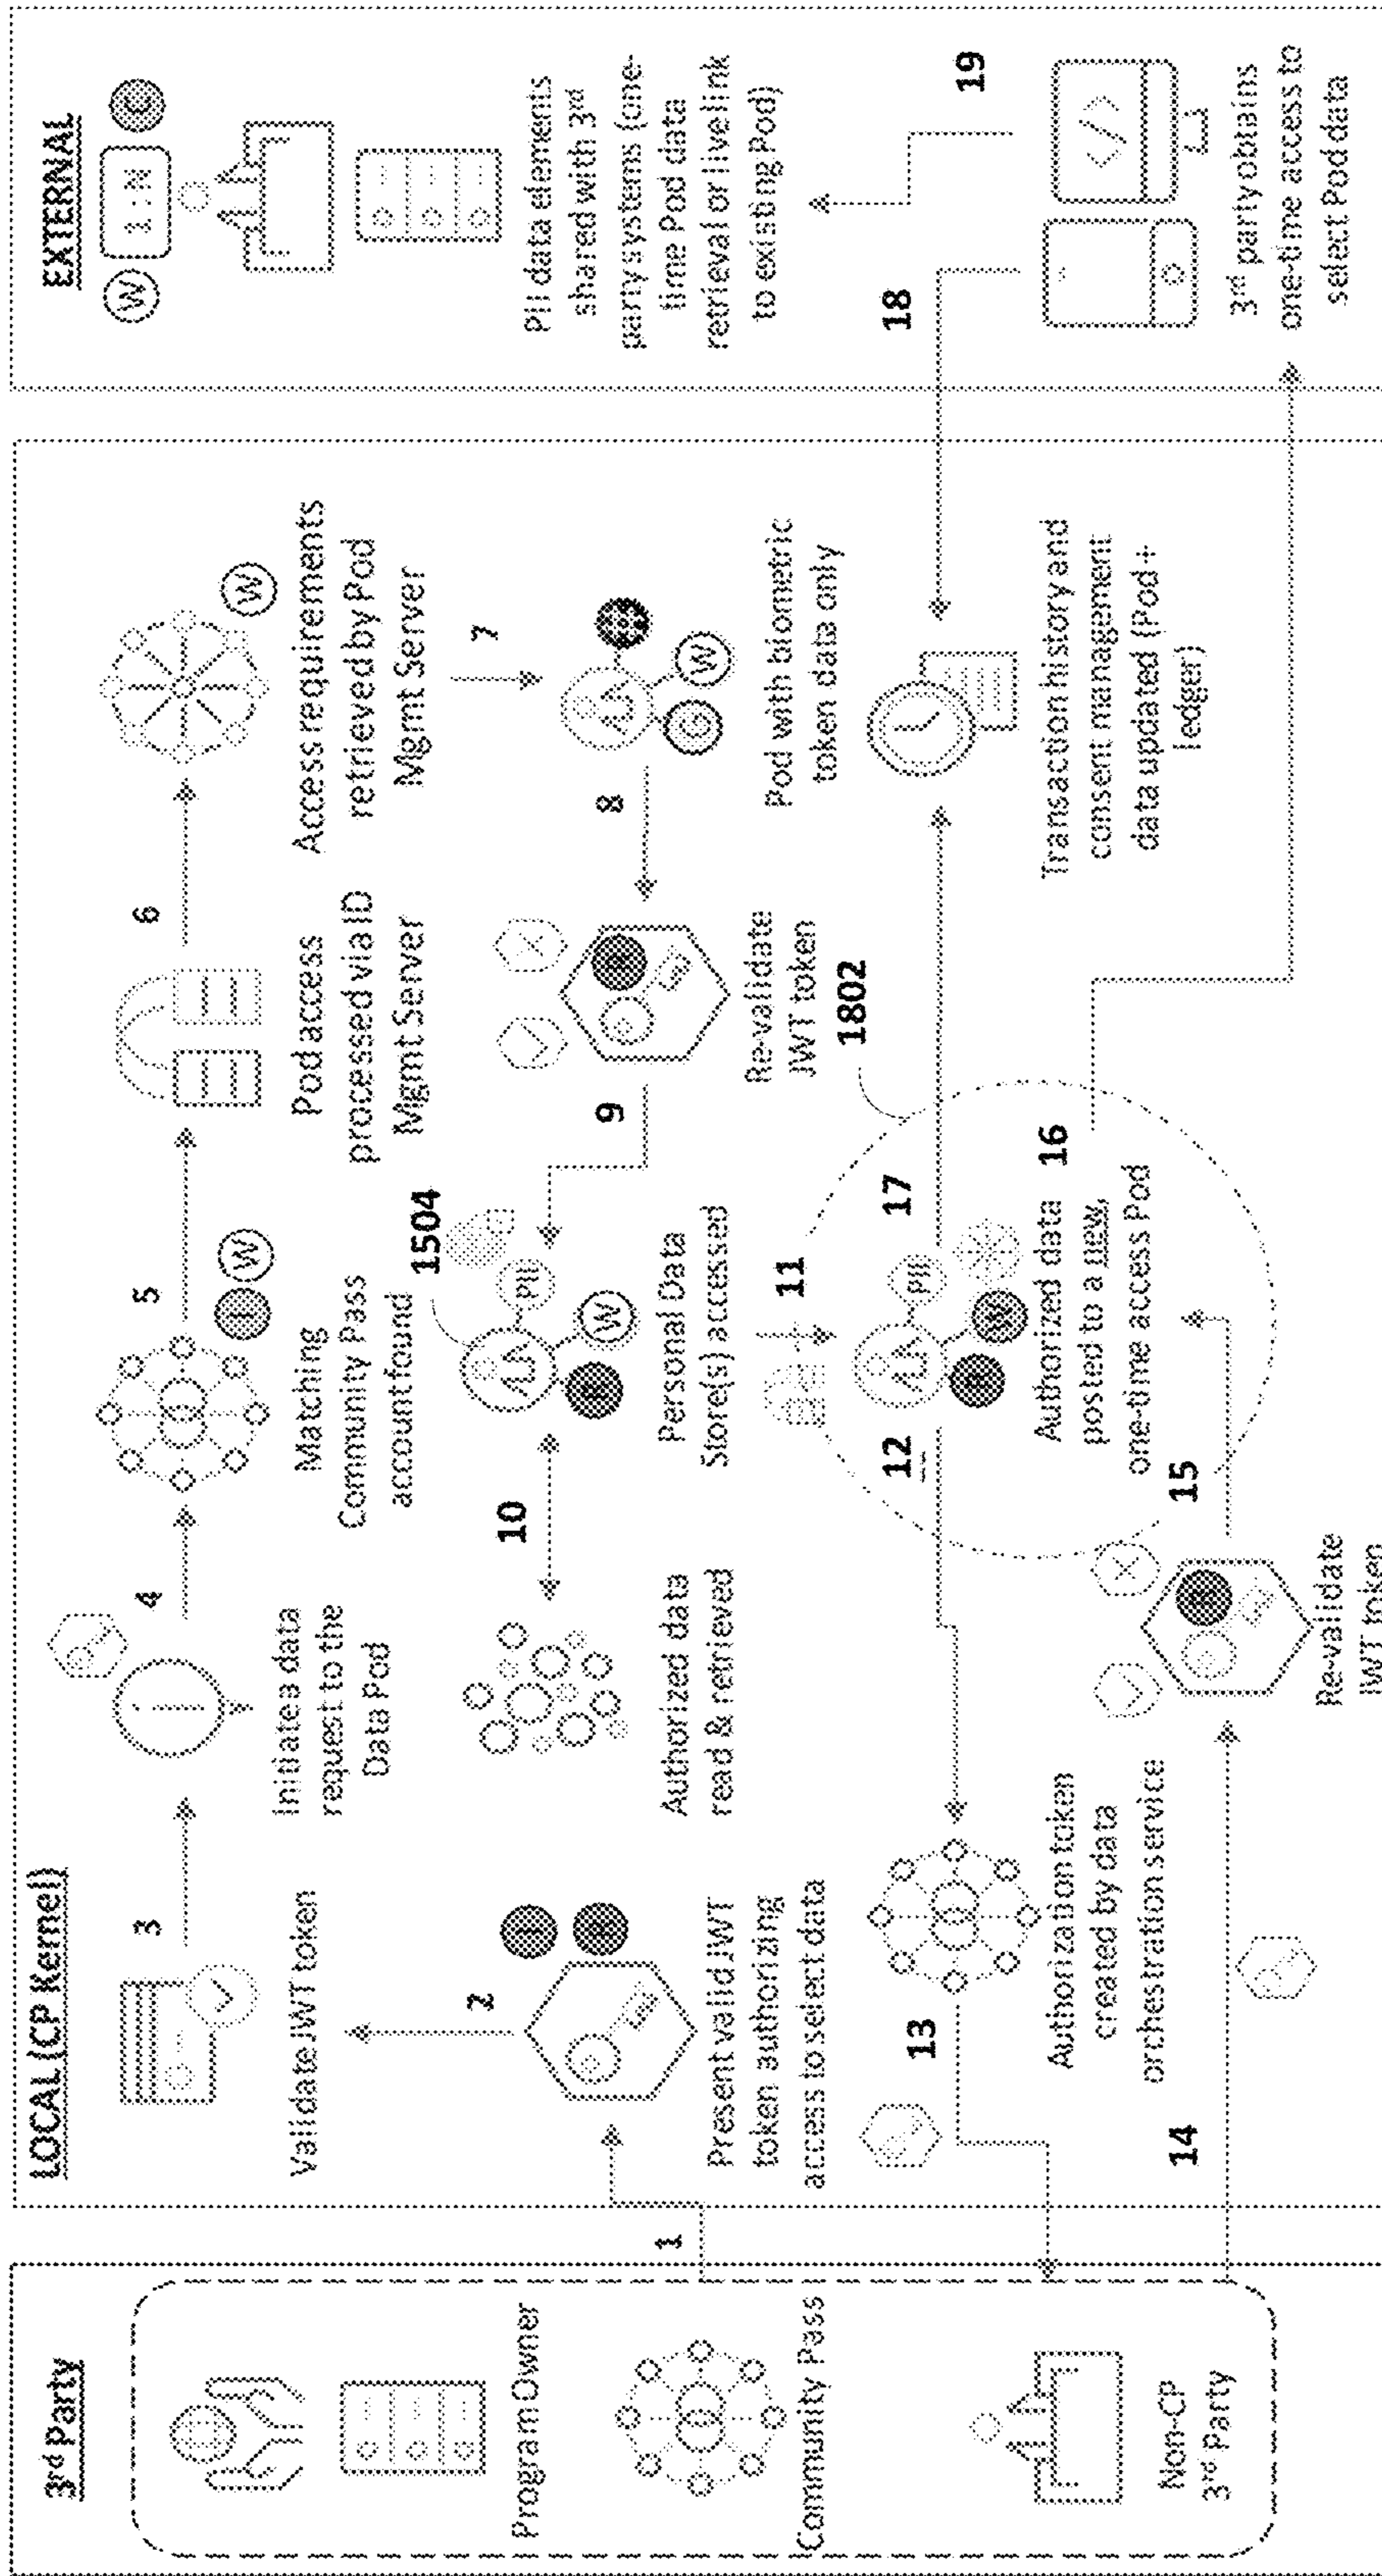 3rd Party
Program Owner
Community Pass
Non-CP
3rd Party
LOCAL (CP Kernel)
1
Present valid JWT
token authorizing
access to select data
2
Validate JWT token
3
Initiates data
request to the
Data Pod
4
Matching
Community Pass
account found
I
W
5
Pod access
processed via ID
Mgmt Server
6
Access requirements
retrieved by Pod
Mgmt Server
W
7
Pod with biometric
token data only
W
8
Re-validate
JWT token
9
1504
PII
W
Personal Data
Store(s) accessed
10
Authorized data
read & retrieved
11
1802
12
PII
W
17
Authorized data
posted to a new,
one-time access Pod
16
Authorization token
created by data
orchestration service
13
14
Re-validate
JWT token
15
Transaction history and
consent management
data updated (Pod +
ledger)
EXTERNAL
W
1 : N
C
PII data elements
shared with 3rd
party systems (one-
time Pod data
retrieval or live link
to existing Pod)
18
19
</>
3rd party obtains
one-time access to
select Pod data